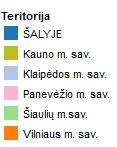 Teritorija
ŠALYJE
Kauno m. sav.
Klaipėdos m. sav.
Panevėžio m. sav.
Šiaulių m.sav.
Vilniaus m. sav.